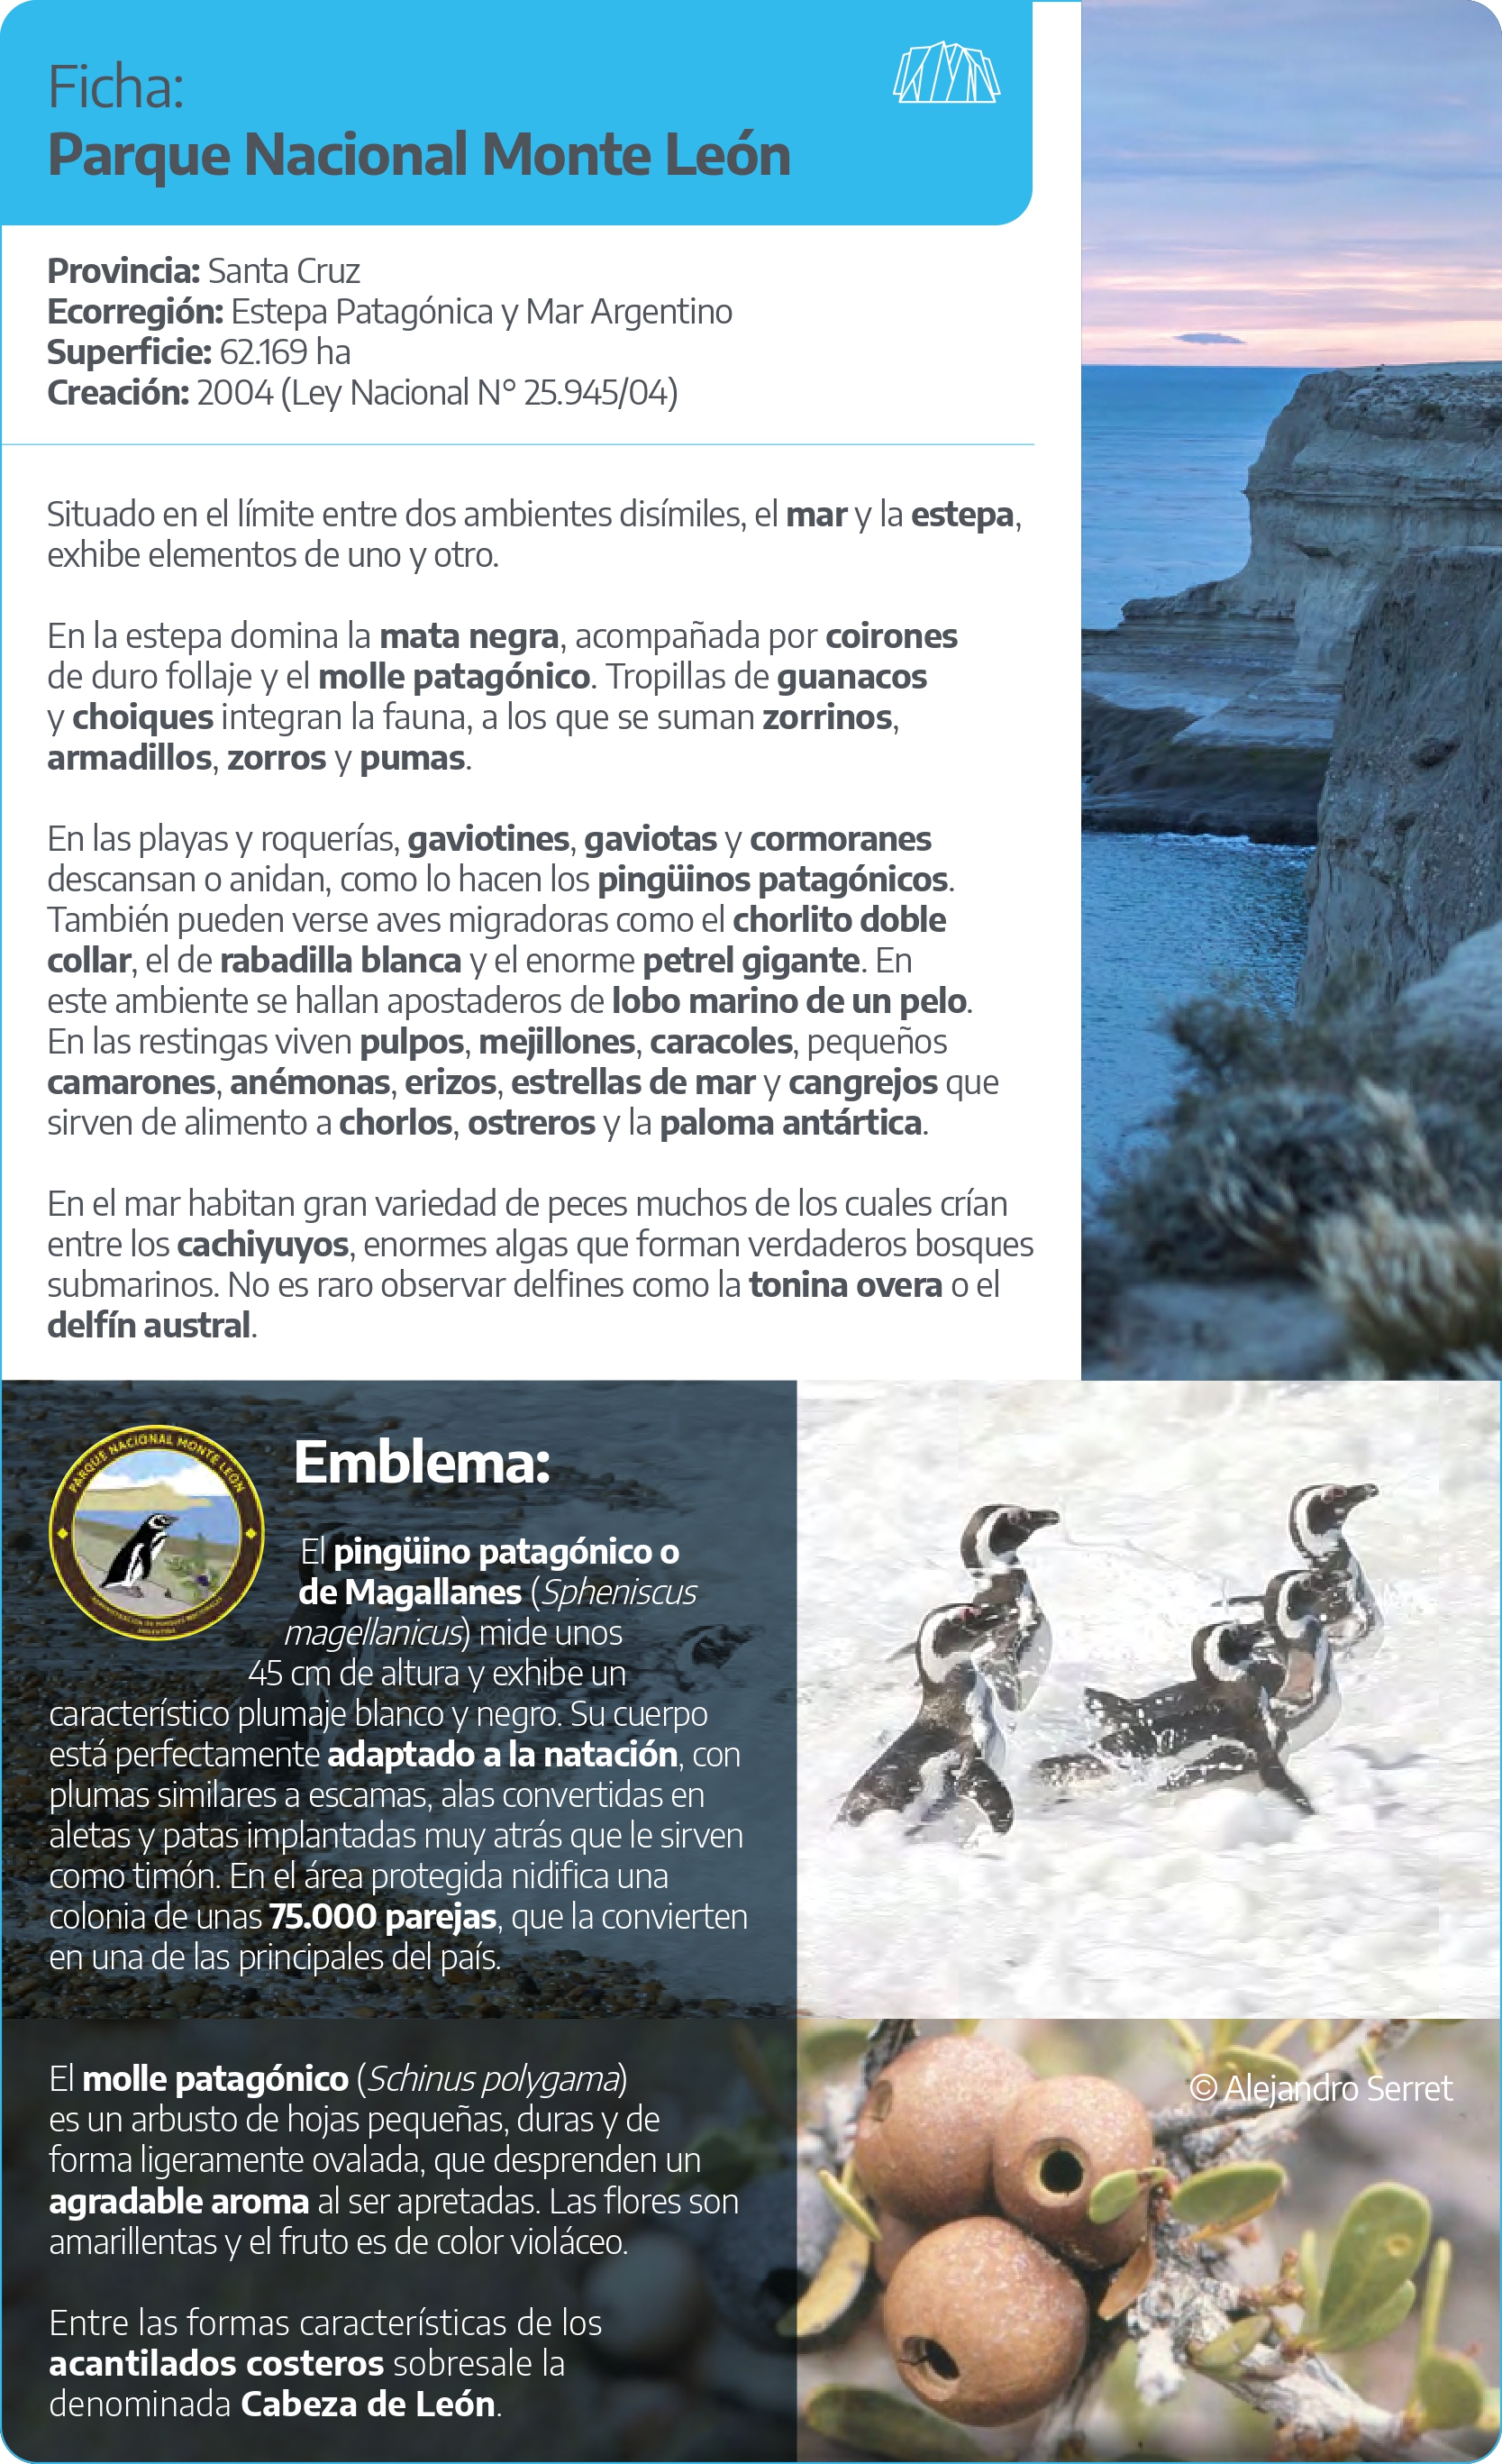 Ficha:
Parque Nacional Monte León
Provincia: Santa Cruz
Ecorregión: Estepa Patagónica y Mar Argentino
Superficie: 62.169 ha
Creación: 2004 (Ley Nacional N° 25.945/04)
Situado en el límite entre dos ambientes disímiles, el mar y la estepa,
exhibe elementos de uno y otro.
En la estepa domina la mata negra, acompañada por coirones
de duro follaje y el molle patagónico. Tropillas de guanacos
y choiques integran la fauna, a los que se suman zorrinos,
armadillos, zorros y pumas.
En las playas y roquerías, gaviotines, gaviotas y cormoranes
descansan o anidan, como lo hacen los pingüinos patagónicos.
También pueden verse aves migradoras como el chorlito doble
collar, el de rabadilla blanca y el enorme petrel gigante. En
este ambiente se hallan apostaderos de lobo marino de un pelo.
En las restingas viven pulpos, mejillones, caracoles, pequeños
camarones, anémonas, erizos, estrellas de mar y cangrejos que
sirven de alimento a chorlos, ostreros y la paloma antártica.
En el mar habitan gran variedad de peces muchos de los cuales crían
entre los cachiyuyos, enormes algas que forman verdaderos bosques
submarinos. No es raro observar delfines como la tonina overa o el
delfín austral.
PARQUE NACIONAL MONTE LEON
ADMINISTRACION DE PARQUES NACIONALES
ARGENTINA
Emblema:
El pingüino patagónico o
de Magallanes (Spheniscus
magellanicus) mide unos
45 cm de altura y exhibe un
característico plumaje blanco y negro. Su cuerpo
está perfectamente adaptado a la natación, con
plumas similares a escamas, alas convertidas en
aletas y patas implantadas muy atrás que le sirven
como timón. En el área protegida nidifica una
colonia de unas 75.000 parejas, que la convierten
en una de las principales del país.
El molle patagónico (Schinus polygama)
es un arbusto de hojas pequeñas, duras y de
forma ligeramente ovalada, que desprenden un
agradable aroma al ser apretadas. Las flores son
amarillentas y el fruto es de color violáceo.
Entre las formas características de los
acantilados costeros sobresale la
denominada Cabeza de León.
© Alejandro Serret